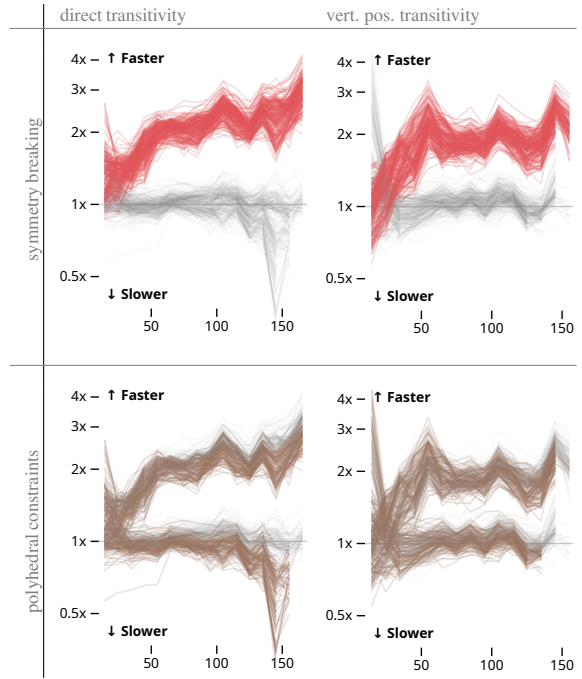 direct transitivity
vert. pos. transitivity
symmetry breaking
4x
↑ Faster
3x
2x
1x
0.5x
↓ Slower
50
100
150
4x
↑ Faster
3x
2x
1x
0.5x
↓ Slower
50
100
150
polyhedral constraints
4x
↑ Faster
3x
2x
1x
0.5x
↓ Slower
50
100
150
4x
↑ Faster
3x
2x
1x
0.5x
↓ Slower
50
100
150